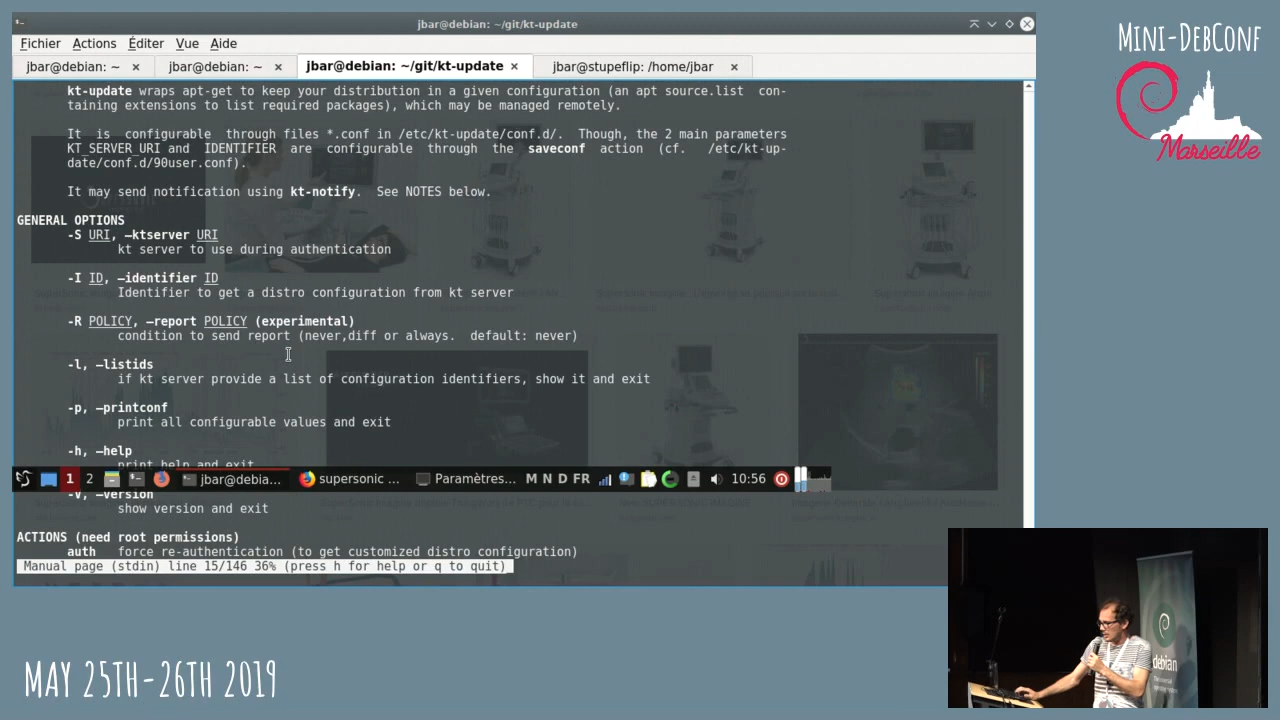 jbar@debian: ~/git/kt-update
Fichier Actions Éditer Vue Aide
jbar@debian: ~ × jbar@debian: ~ × jbar@debian: ~/git/kt-update × jbar@stupeflip: /home/jbar ×
kt-update wraps apt-get to keep your distribution in a given configuration (an apt source.list con-
taining extensions to list required packages), which may be managed remotely.
It is configurable through files *.conf in /etc/kt-update/conf.d/. Though, the 2 main parameters
KT_SERVER_URI and IDENTIFIER are configurable through the saveconf action (cf. /etc/kt-up-
date/conf.d/90user.conf).
It may send notification using kt-notify. See NOTES below.
GENERAL OPTIONS
-S URI, —ktserver URI
kt server to use during authentication
-I ID, —identifier ID
Identifier to get a distro configuration from kt server
-R POLICY, —report POLICY (experimental)
condition to send report (never,diff or always. default: never)
-l, —listids
if kt server provide a list of configuration identifiers, show it and exit
-p, —printconf
print all configurable values and exit
-h, —help
print help and exit
1 2 jbar@debia... supersonic ... Paramètres... M N D FR 10:56
-v, —version
show version and exit
ACTIONS (need root permissions)
auth force re-authentication (to get customized distro configuration)
Manual page (stdin) line 15/146 36% (press h for help or q to quit)
MINI-DEBCONF
Marseille
debian
MAY 25TH-26TH 2019